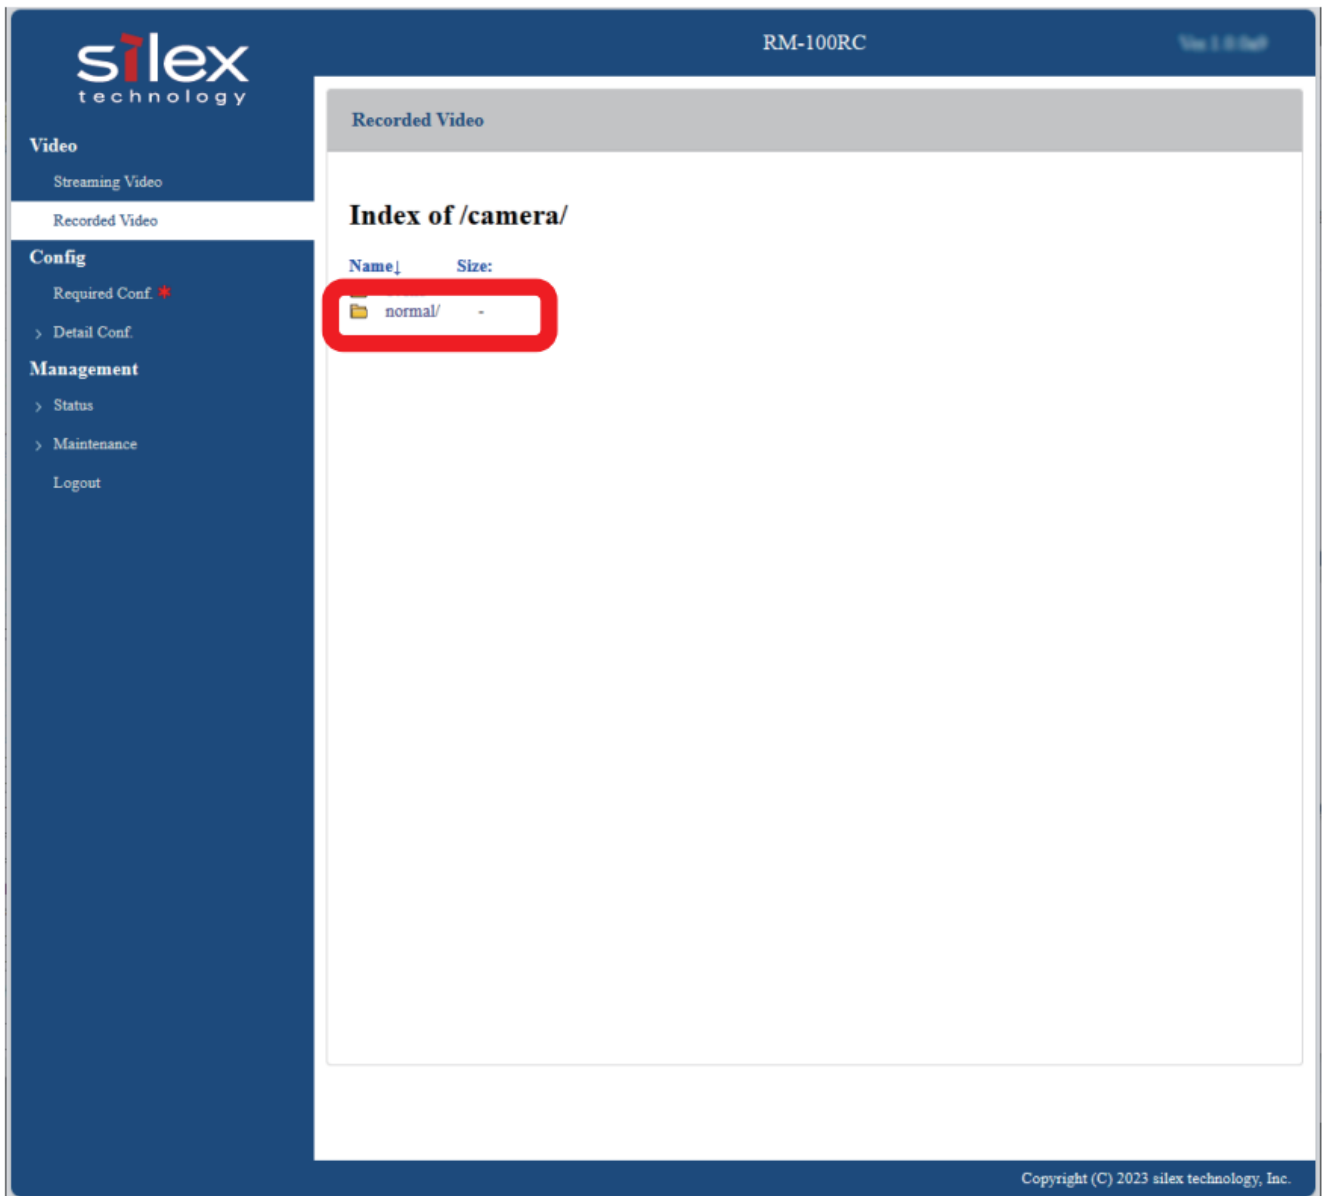 silex
technology
RM-100RC
Recorded Video
Video
Streaming Video
Recorded Video
Config
Required Conf. *
> Detail Conf.
Management
> Status
> Maintenance
Logout
Index of /camera/
Name↓ Size:
normal/ -
Copyright (C) 2023 silex technology, Inc.